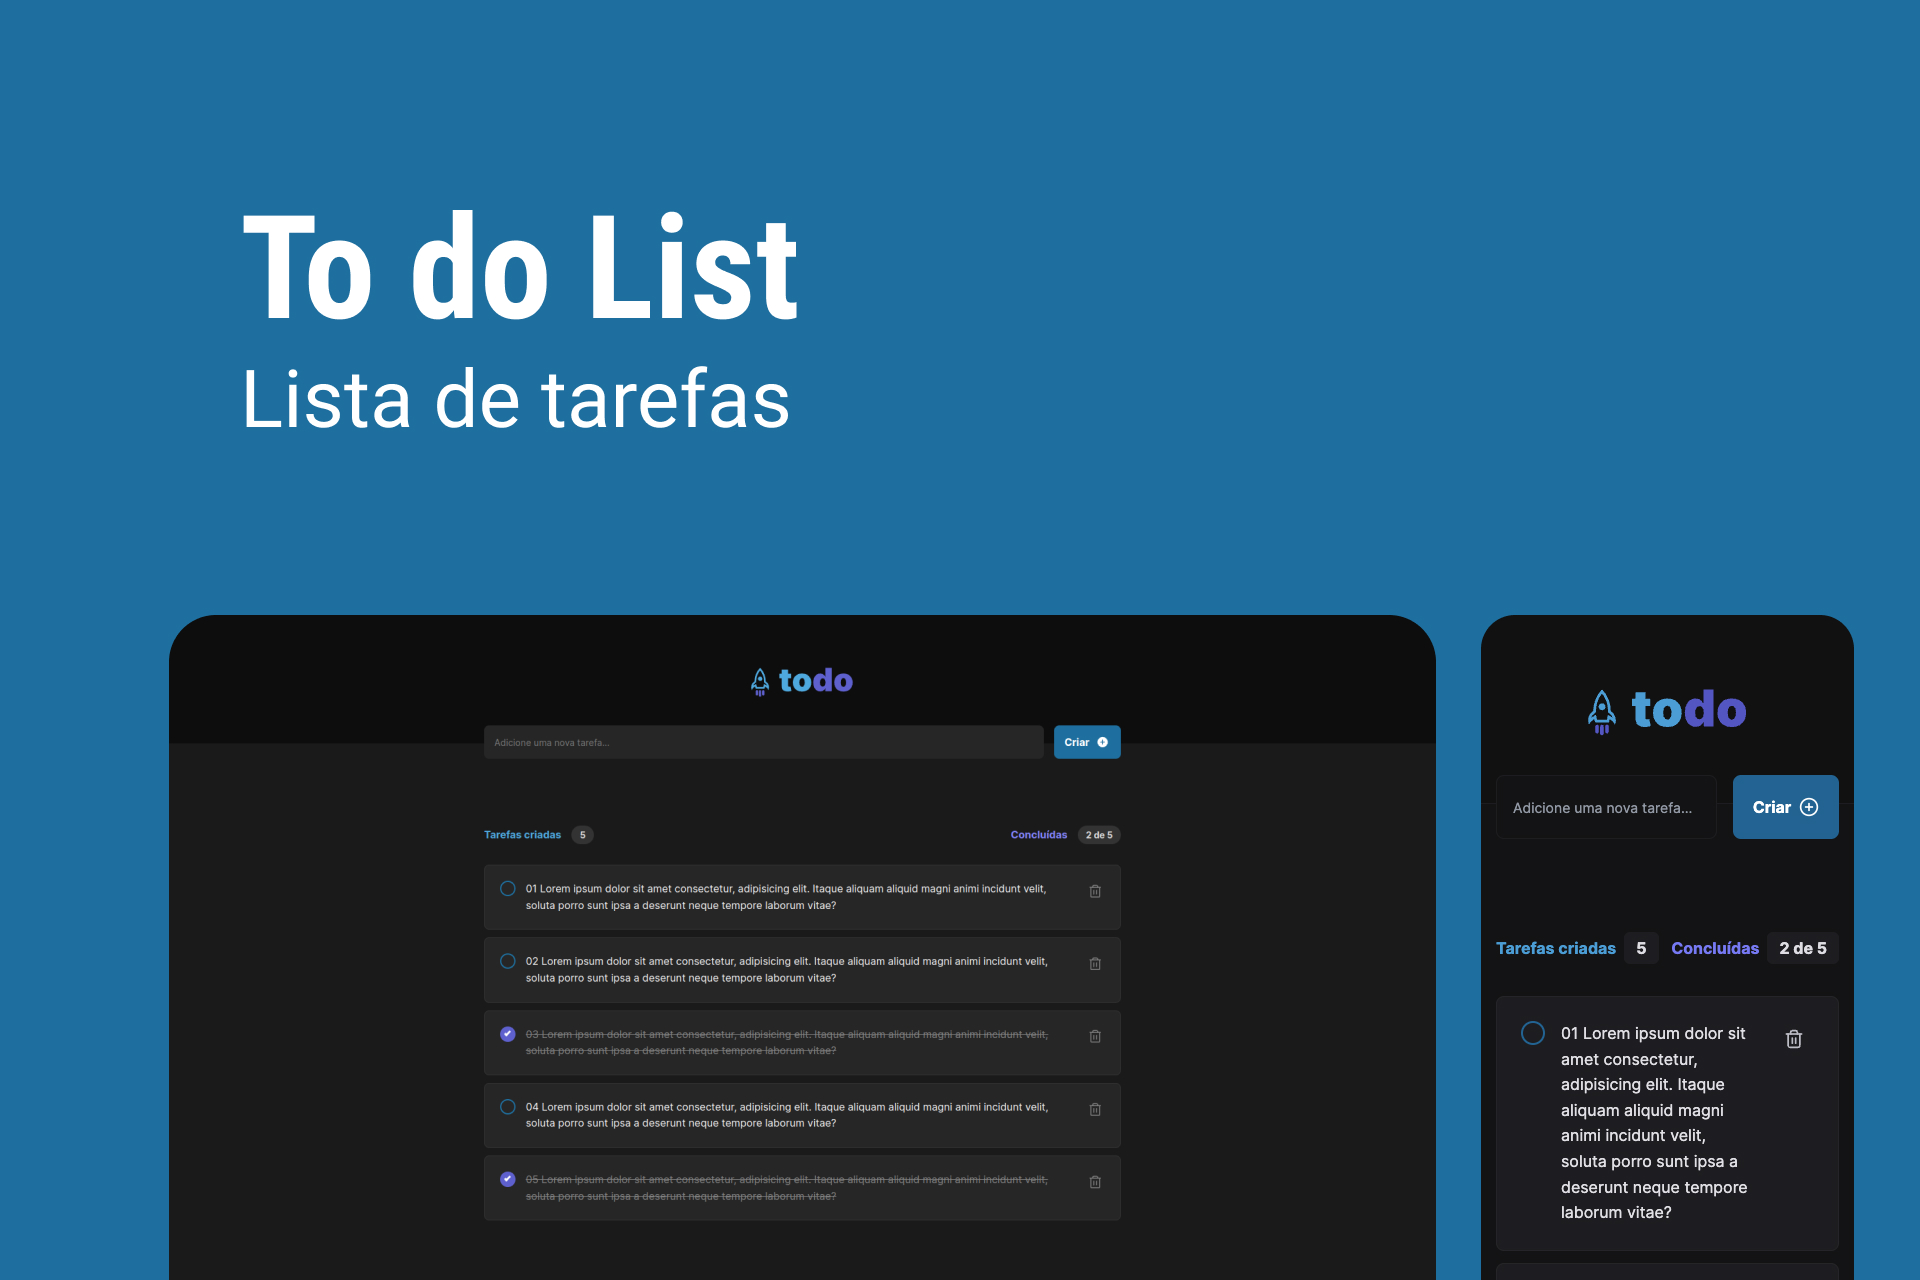 To do List
Lista de tarefas
todo
Adicione uma nova tarefa...
Criar
Tarefas criadas 5
Concluídas 2 de 5
01 Lorem ipsum dolor sit amet consectetur, adipisicing elit. Itaque aliquam aliquid magni animi incidunt velit,
soluta porro sunt ipsa a deserunt neque tempore laborum vitae?
02 Lorem ipsum dolor sit amet consectetur, adipisicing elit. Itaque aliquam aliquid magni animi incidunt velit,
soluta porro sunt ipsa a deserunt neque tempore laborum vitae?
03 Lorem ipsum dolor sit amet consectetur, adipisicing elit. Itaque aliquam aliquid magni animi incidunt velit,
soluta porro sunt ipsa a deserunt neque tempore laborum vitae?
04 Lorem ipsum dolor sit amet consectetur, adipisicing elit. Itaque aliquam aliquid magni animi incidunt velit,
soluta porro sunt ipsa a deserunt neque tempore laborum vitae?
05 Lorem ipsum dolor sit amet consectetur, adipisicing elit. Itaque aliquam aliquid magni animi incidunt velit,
soluta porro sunt ipsa a deserunt neque tempore laborum vitae?
todo
Adicione uma nova tarefa...
Criar
Tarefas criadas 5 Concluídas 2 de 5
01 Lorem ipsum dolor sit
amet consectetur,
adipisicing elit. Itaque
aliquam aliquid magni
animi incidunt velit,
soluta porro sunt ipsa a
deserunt neque tempore
laborum vitae?